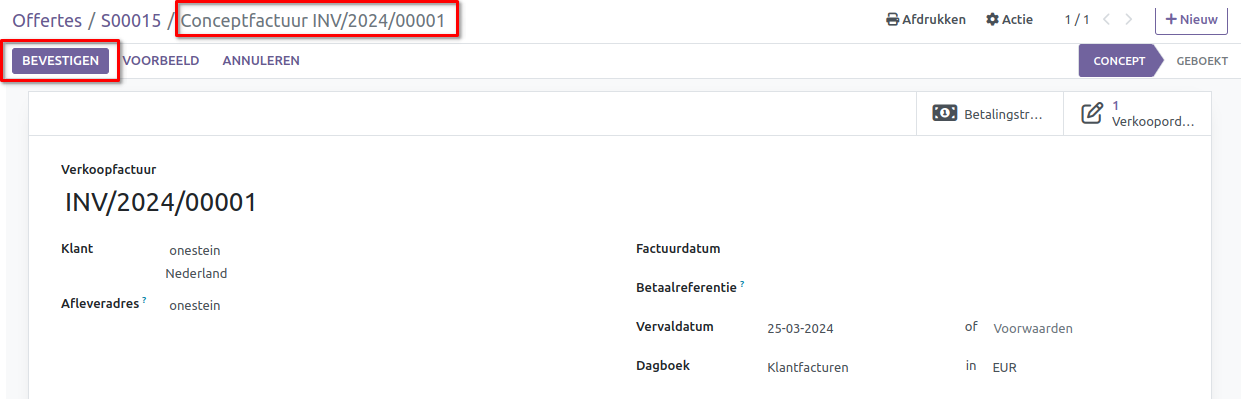 Offertes / S00015 / Conceptfactuur INV/2024/00001 Afdrukken Actie 1 / 1 + Nieuw
BEVESTIGEN VOORBEELD ANNULEREN CONCEPT GEBOEKT
Betalingstr... 1
Verkoopord...
Verkoopfactuur
INV/2024/00001
Klant onestein Factuurdatum
Nederland
Betaalreferentie ?
Afleveradres ? onestein
Vervaldatum 25-03-2024 of Voorwaarden
Dagboek Klantfacturen in EUR